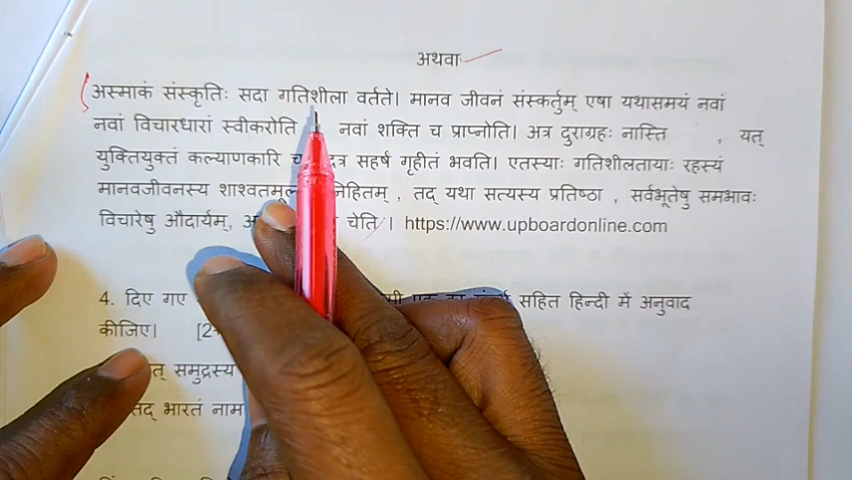 अथवा
अस्माकं संस्कृतिः सदा गतिशीला वर्तते। मानव जीवनं संस्कर्तुम् एषा यथासमयं नवां
नवां विचारधारां स्वीकरोति नवां शक्ति च प्राप्नोति। अत्र दुराग्रहः नास्ति , यत्
युक्तियुक्तं कल्याणकारि च सहर्षं गृहीतं भवति। एतस्याः गतिशीलतायाः रहस्यं
मानवजीवनस्य निहितम् , तद् यथा सत्यस्य प्रतिष्ठा , सर्वभूतेषु समभावः
विचारेषु औदार्यम्, चेति । https://www.upboardonline.com
4. दिए गए सहित हिन्दी में अनुवाद
कीजिए। [2
समुद्रस्य
भारतं नाम